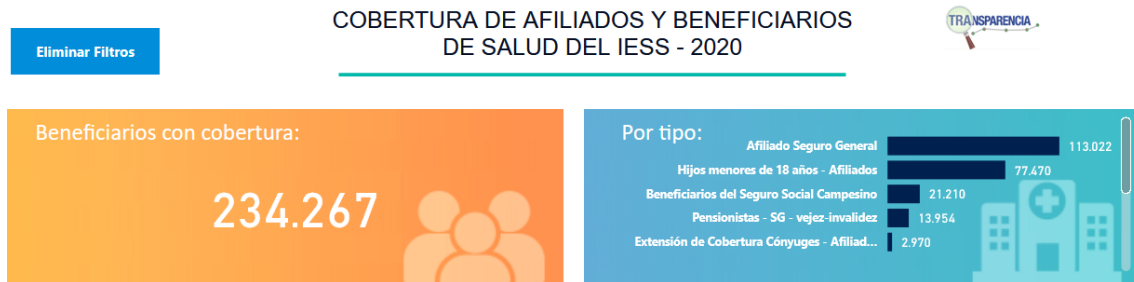 COBERTURA DE AFILIADOS Y BENEFICIARIOS
DE SALUD DEL IESS - 2020
TRANSPARENCIA
Eliminar Filtros
Beneficiarios con cobertura:
234.267
Por tipo:
Afiliado Seguro General 113.022
Hijos menores de 18 años - Afiliados 77.470
Beneficiarios del Seguro Social Campesino 21.210
Pensionistas - SG - vejez-invalidez 13.954
Extensión de Cobertura Cónyuges - Afiliad... 2.970